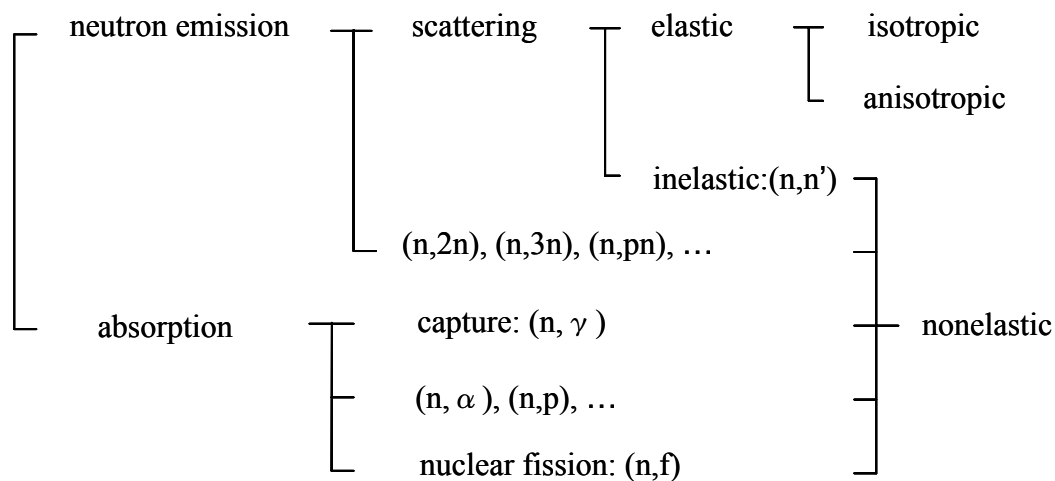 neutron emission scattering elastic isotropic
anisotropic
inelastic:(n,n')
(n,2n), (n,3n), (n,pn), …
absorption capture: (n, γ ) nonelastic
(n, α ), (n,p), …
nuclear fission: (n,f)